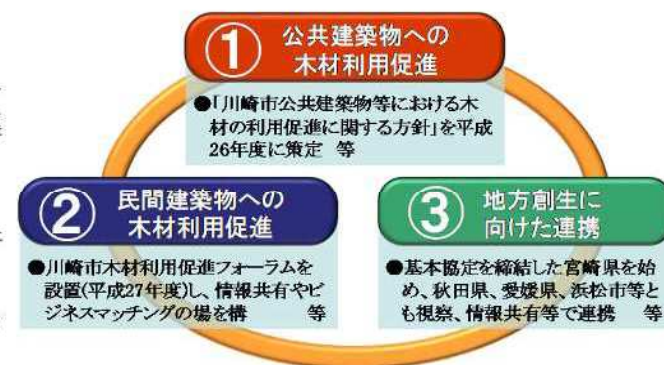 ① 公共建築物への
木材利用促進
●「川崎市公共建築物等における木
材の利用促進に関する方針」を平成
26年度に策定 等
② 民間建築物への
木材利用促進
●川崎市木材利用促進フォーラムを
設置(平成27年度)し、情報共有やビ
ジネスマッチングの場を構 等
③ 地方創生に
向けた連携
●基本協定を締結した宮崎県を始
め、秋田県、愛媛県、浜松市等と
も視察、情報共有等で連携 等